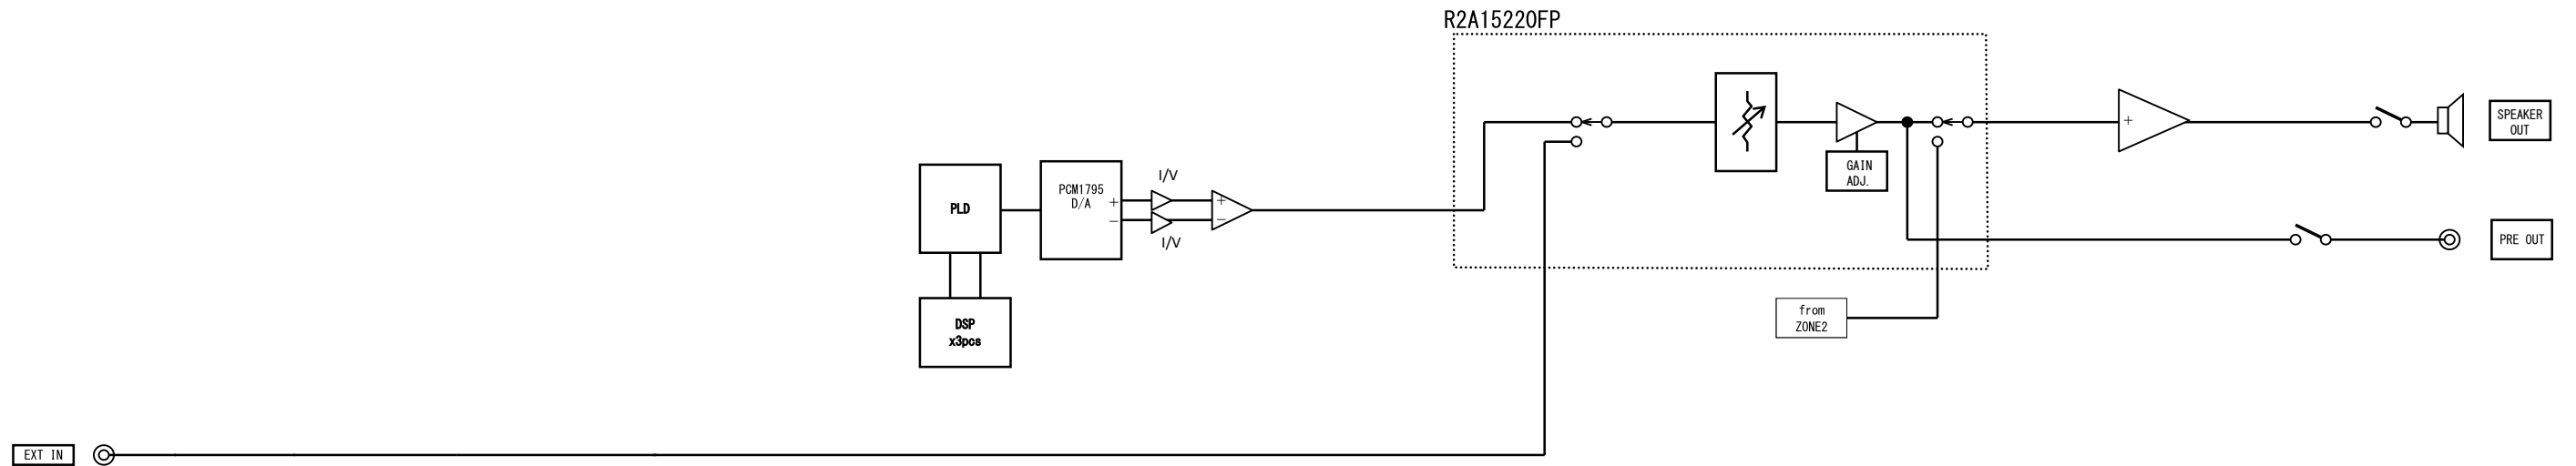 R2A15220FP
SPEAKER
OUT
+
GAIN
ADJ.
I/V
PCM1795
D/A
+
−
+
−
PLD
I/V
PRE OUT
from
ZONE2
DSP
x3pcs
EXT IN